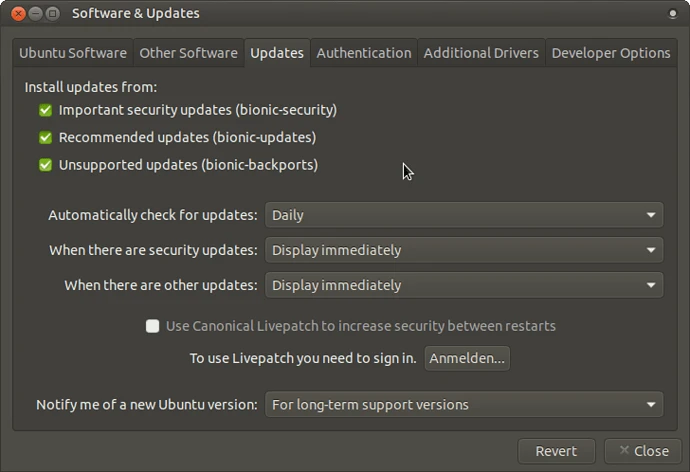 Software & Updates
Ubuntu Software Other Software Updates Authentication Additional Drivers Developer Options
Install updates from:
Important security updates (bionic-security)
Recommended updates (bionic-updates)
Unsupported updates (bionic-backports)
Automatically check for updates: Daily
When there are security updates: Display immediately
When there are other updates: Display immediately
Use Canonical Livepatch to increase security between restarts
To use Livepatch you need to sign in. Anmelden...
Notify me of a new Ubuntu version: For long-term support versions
Revert Close